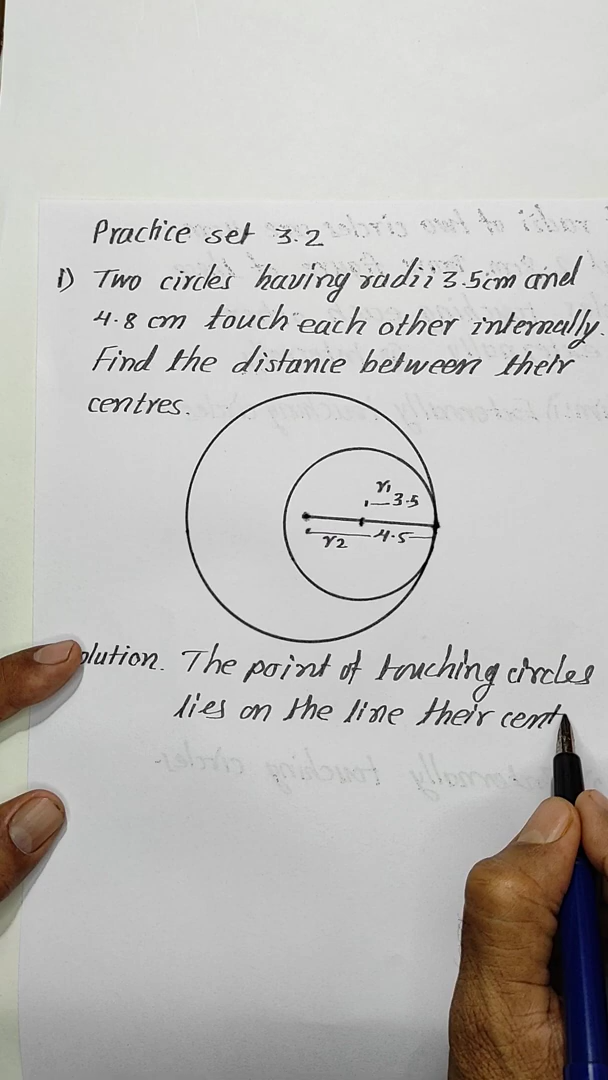 Practice set 3.2
1) Two circles having radii 3.5cm and
4.8 cm touch each other internally.
Find the distance between their
centres.
r1
3.5
r2 4.5
olution. The point of touching circles
lies on the line their cent